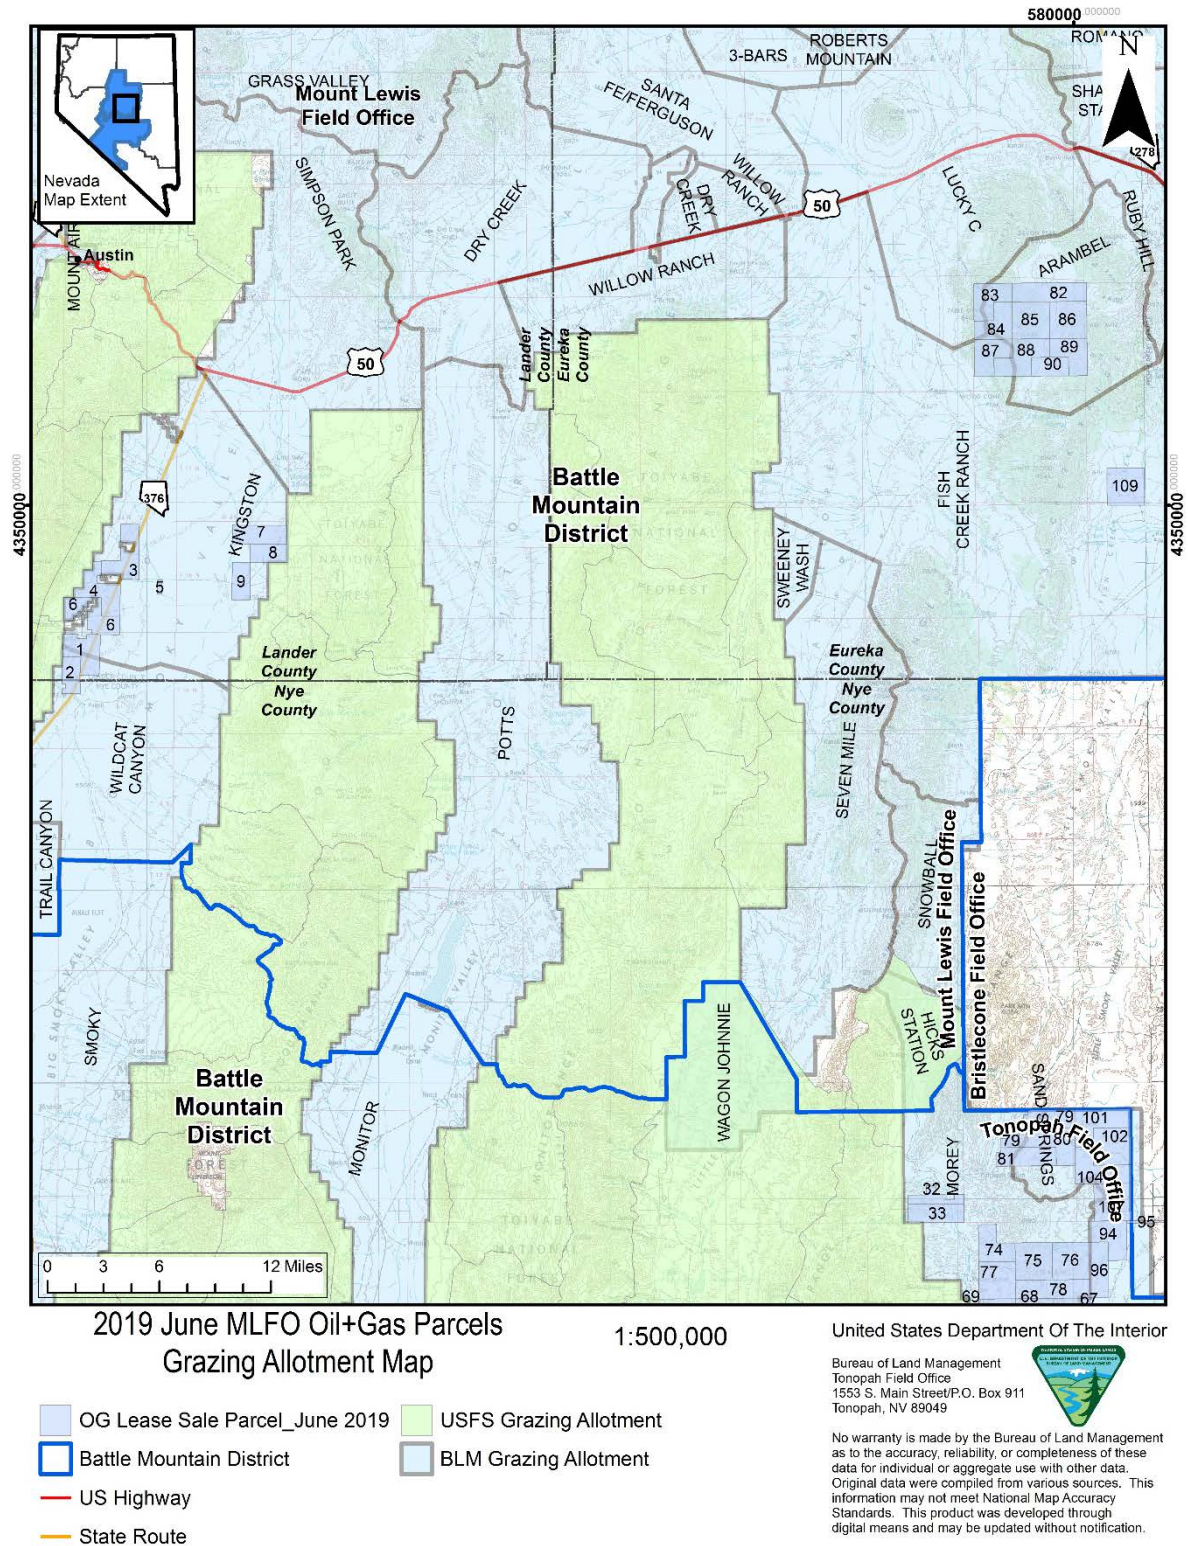 580000.000000
ROMANO
ROBERTS
MOUNTAIN
3-BARS
N
GRASS VALLEY
Mount Lewis
Field Office
SANTA
FE/FERGUSON
278
Nevada
Map Extent
SIMPSON PARK
DRY CREEK
DRY
CREEK
WILLOW
RANCH
50
LUCKY C
RUBY HILL
ARAMBEL
Austin
WILLOW RANCH
83
82
84
85
86
87
88
89
90
50
Lander
County
Eureka
County
Battle
Mountain
District
376
KINGSTON
FISH
CREEK RANCH
109
4350000.000000
4350000.000000
7
8
9
3
5
4
6
6
1
2
SWEENEY
WASH
TOIYABE
NATIONAL
FOREST
Lander
County
Nye
County
Eureka
County
Nye
County
WILDCAT
CANYON
POTTS
SEVEN MILE
TRAIL CANYON
SNOWBALL
Mount Lewis Field Office
Bristlecone Field Office
BIG SMOKY VALLEY
SMOKY
MONITOR VALLEY
HICKS
STATION
WAGON JOHNNIE
Battle
Mountain
District
MONITOR
MOREY
SAND SPRINGS
Tonopah Field Office
79
101
79
80
102
81
104
107
32
33
94
95
74
75
76
77
96
69
68
78
67
0 3 6 12 Miles
2019 June MLFO Oil+Gas Parcels
Grazing Allotment Map
1:500,000
OG Lease Sale Parcel_June 2019
USFS Grazing Allotment
Battle Mountain District
BLM Grazing Allotment
US Highway
State Route
United States Department Of The Interior
Bureau of Land Management
Tonopah Field Office
1553 S. Main Street/P.O. Box 911
Tonopah, NV 89049
No warranty is made by the Bureau of Land Management
as to the accuracy, reliability, or completeness of these
data for individual or aggregate use with other data.
Original data were compiled from various sources. This
information may not meet National Map Accuracy
Standards. This product was developed through
digital means and may be updated without notification.